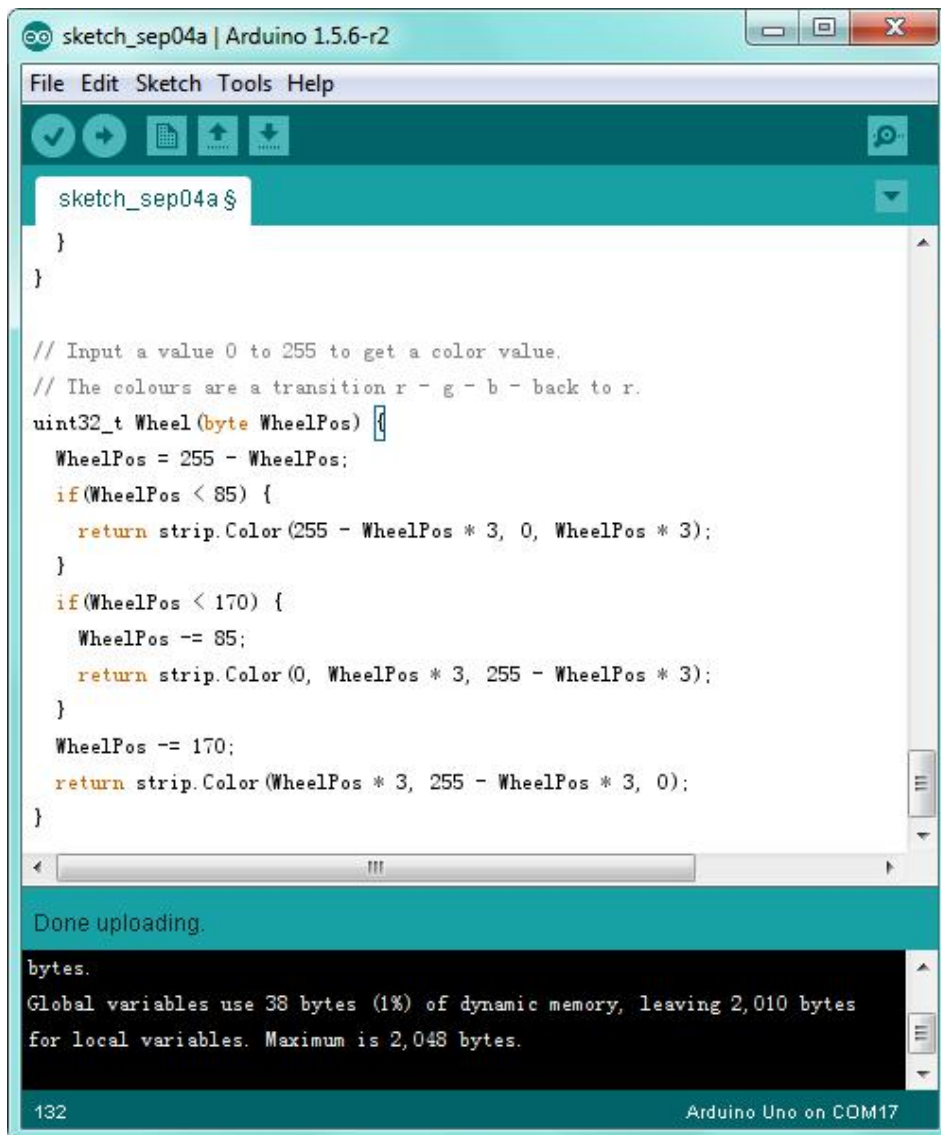 sketch_sep04a | Arduino 1.5.6-r2
File Edit Sketch Tools Help
sketch_sep04a §
}
}
// Input a value 0 to 255 to get a color value.
// The colours are a transition r - g - b - back to r.
uint32_t Wheel(byte WheelPos) {
WheelPos = 255 - WheelPos;
if(WheelPos < 85) {
return strip.Color(255 - WheelPos * 3, 0, WheelPos * 3);
}
if(WheelPos < 170) {
WheelPos -= 85;
return strip.Color(0, WheelPos * 3, 255 - WheelPos * 3);
}
WheelPos -= 170;
return strip.Color(WheelPos * 3, 255 - WheelPos * 3, 0);
}
Done uploading.
bytes.
Global variables use 38 bytes (1%) of dynamic memory, leaving 2,010 bytes
for local variables. Maximum is 2,048 bytes.
132 Arduino Uno on COM17